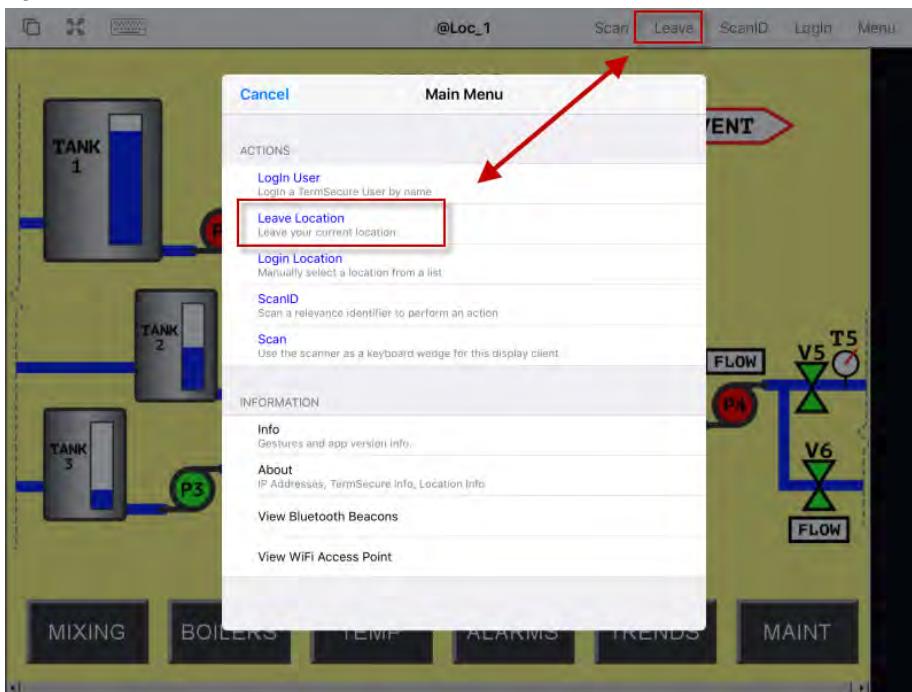 @Loc_1 Scan Leave ScanID LogIn Menu
Cancel Main Menu
ACTIONS
LogIn User
LogIn a TermSecure User by name
Leave Location
Leave your current location
Login Location
Manually select a location from a list
ScanID
Scan a relevance identifier to perform an action
Scan
Use the scanner as a keyboard wedge for this display client
INFORMATION
Info
Gestures and app version info.
About
IP Addresses, TermSecure Info, Location Info
View Bluetooth Beacons
View WiFi Access Point
TANK
1
TANK
2
TANK
3
P3
P4
FLOW
V5
T5
V6
FLOW
MIXING
TEMP
ALARMS
TRENDS
MAINT